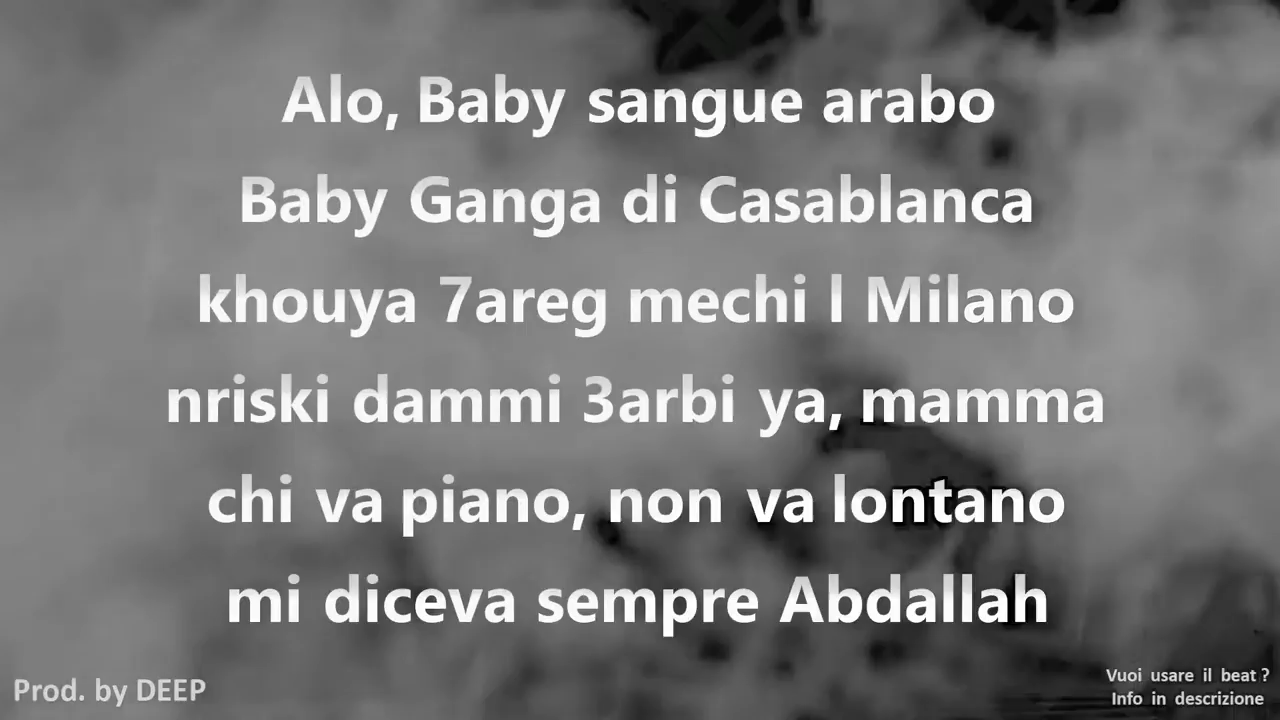 Alo, Baby sangue arabo
Baby Ganga di Casablanca
khouya 7areg mechi l Milano
nriski dammi 3arbi ya, mamma
chi va piano, non va lontano
mi diceva sempre Abdallah
Prod. by DEEP
Vuoi usare il beat ?
Info in descrizione